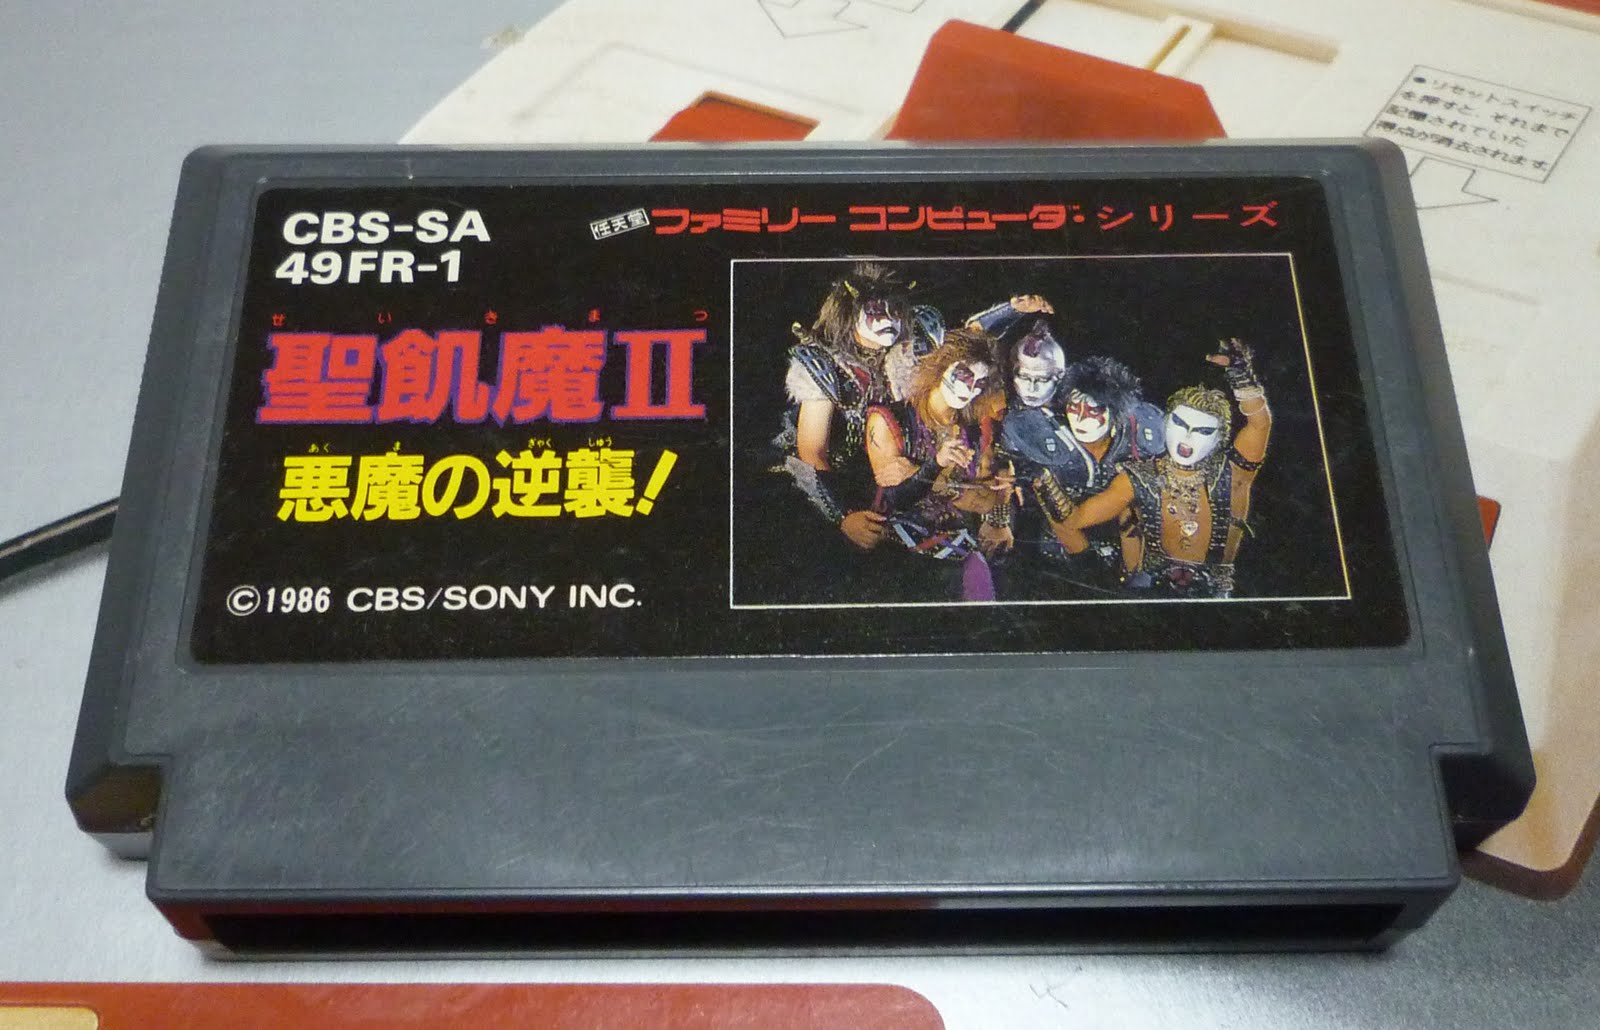 CBS-SA
49FR-1
任天堂 ファミリー コンピュータ・シリーズ
せいきまつ
聖飢魔II
あくま ぎゃくしゅう
悪魔の逆襲!
©1986 CBS/SONY INC.
●リセットスイッチ
を押すと、それまで
記憶されていた
得点が消去されます